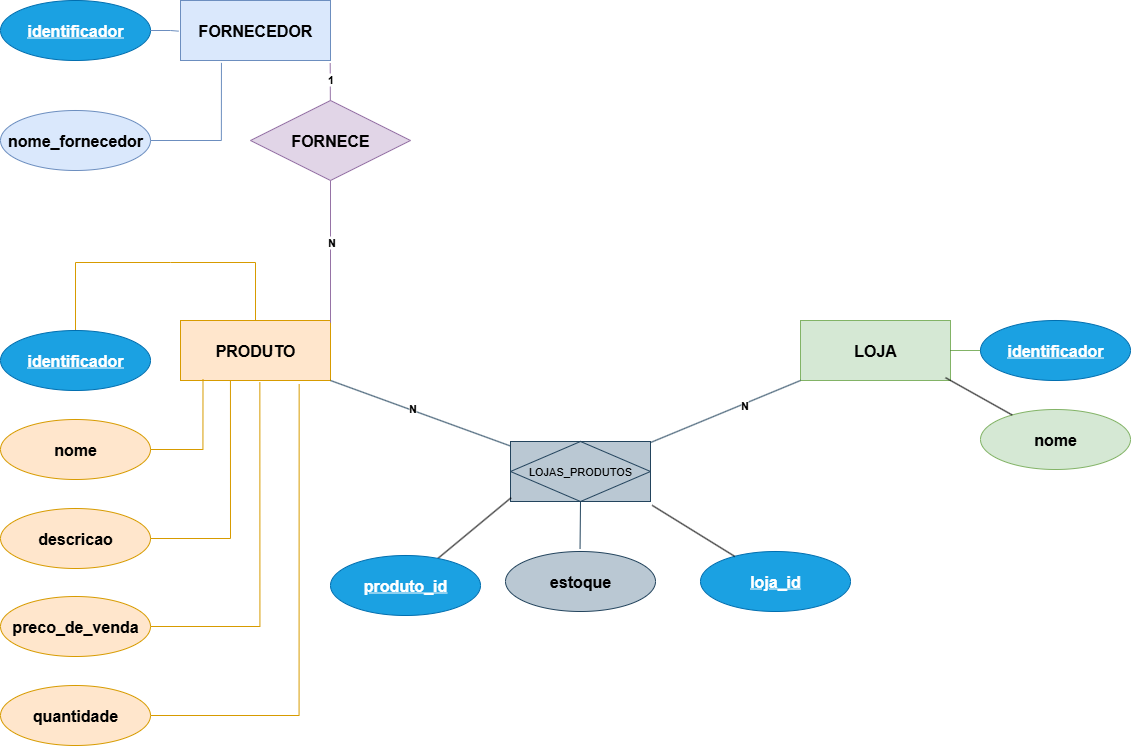 identificador
FORNECEDOR
1
nome_fornecedor
FORNECE
N
PRODUTO
LOJA
identificador
identificador
N
N
nome
nome
LOJAS_PRODUTOS
descricao
produto_id
estoque
loja_id
preco_de_venda
quantidade